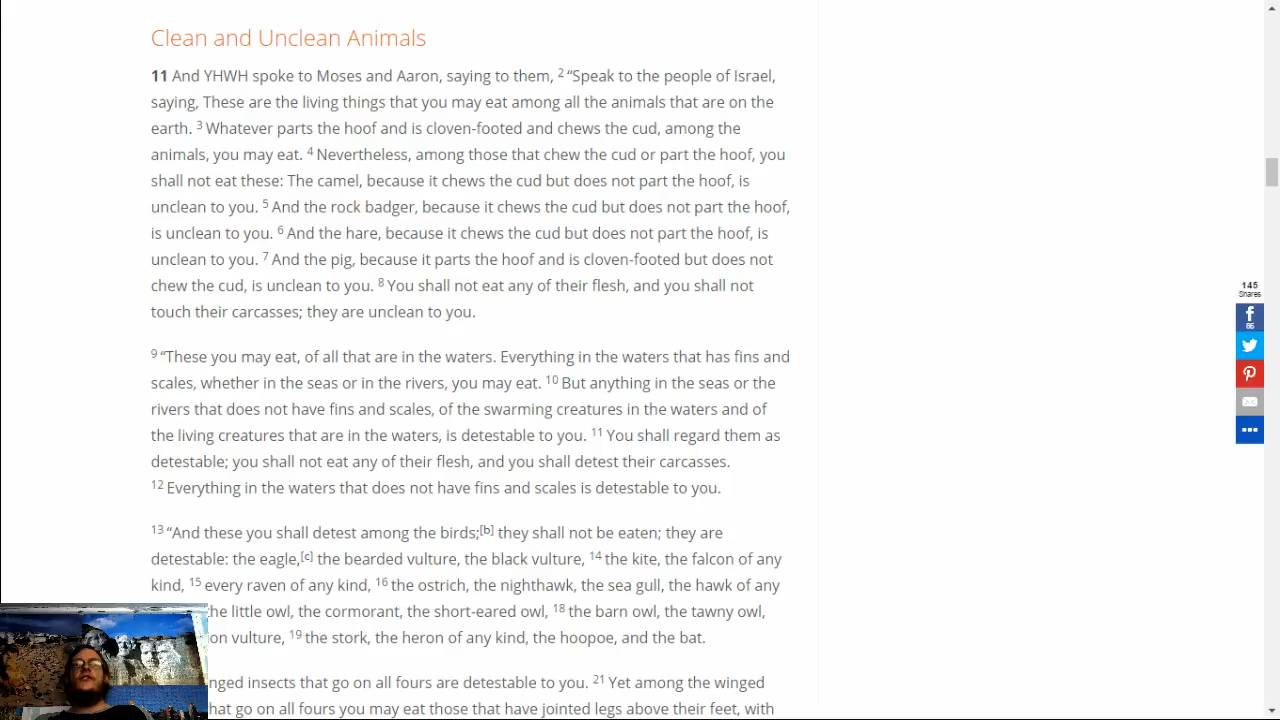 Clean and Unclean Animals
11 And YHWH spoke to Moses and Aaron, saying to them, 2 “Speak to the people of Israel,
saying, These are the living things that you may eat among all the animals that are on the
earth. 3 Whatever parts the hoof and is cloven-footed and chews the cud, among the
animals, you may eat. 4 Nevertheless, among those that chew the cud or part the hoof, you
shall not eat these: The camel, because it chews the cud but does not part the hoof, is
unclean to you. 5 And the rock badger, because it chews the cud but does not part the hoof,
is unclean to you. 6 And the hare, because it chews the cud but does not part the hoof, is
unclean to you. 7 And the pig, because it parts the hoof and is cloven-footed but does not
chew the cud, is unclean to you. 8 You shall not eat any of their flesh, and you shall not
touch their carcasses; they are unclean to you.
9 “These you may eat, of all that are in the waters. Everything in the waters that has fins and
scales, whether in the seas or in the rivers, you may eat. 10 But anything in the seas or the
rivers that does not have fins and scales, of the swarming creatures in the waters and of
the living creatures that are in the waters, is detestable to you. 11 You shall regard them as
detestable; you shall not eat any of their flesh, and you shall detest their carcasses.
12 Everything in the waters that does not have fins and scales is detestable to you.
13 “And these you shall detest among the birds;[b] they shall not be eaten; they are
detestable: the eagle,[c] the bearded vulture, the black vulture, 14 the kite, the falcon of any
kind, 15 every raven of any kind, 16 the ostrich, the nighthawk, the sea gull, the hawk of any
he little owl, the cormorant, the short-eared owl, 18 the barn owl, the tawny owl,
on vulture, 19 the stork, the heron of any kind, the hoopoe, and the bat.
nged insects that go on all fours are detestable to you. 21 Yet among the winged
hat go on all fours you may eat those that have jointed legs above their feet, with
145
Shares
86